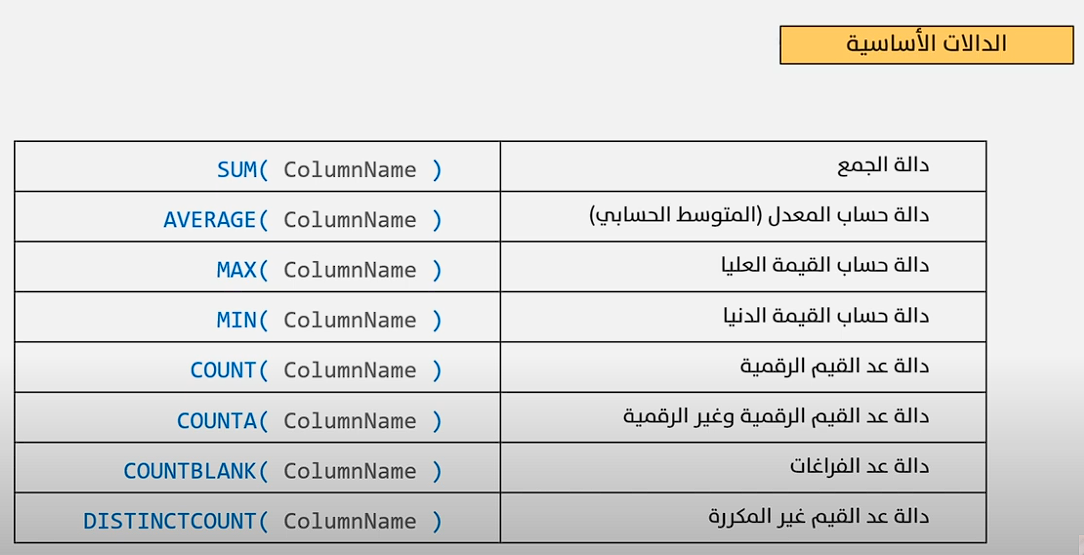 الدالات الأساسية
دالة الجمع SUM( ColumnName )
دالة حساب المعدل (المتوسط الحسابي) AVERAGE( ColumnName )
دالة حساب القيمة العليا MAX( ColumnName )
دالة حساب القيمة الدنيا MIN( ColumnName )
دالة عد القيم الرقمية COUNT( ColumnName )
دالة عد القيم الرقمية وغير الرقمية COUNTA( ColumnName )
دالة عد الفراغات COUNTBLANK( ColumnName )
دالة عد القيم غير المكررة DISTINCTCOUNT( ColumnName )